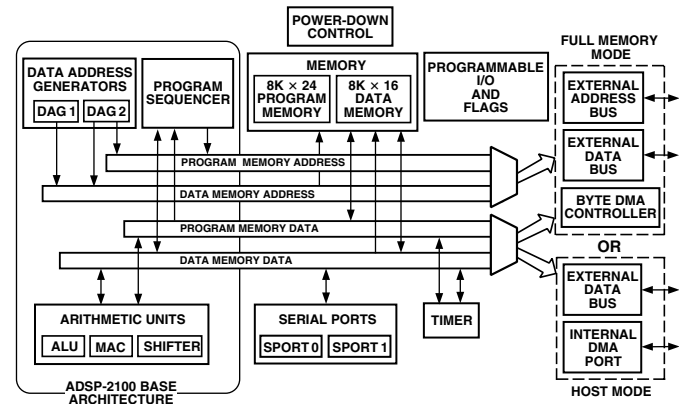 POWER-DOWN
CONTROL
FULL MEMORY
MODE
DATA ADDRESS
GENERATORS
DAG 1
DAG 2
PROGRAM
SEQUENCER
MEMORY
8K × 24
PROGRAM
MEMORY
8K × 16
DATA
MEMORY
PROGRAMMABLE
I/O
AND
FLAGS
EXTERNAL
ADDRESS
BUS
EXTERNAL
DATA
BUS
BYTE DMA
CONTROLLER
OR
EXTERNAL
DATA
BUS
INTERNAL
DMA
PORT
HOST MODE
PROGRAM MEMORY ADDRESS
DATA MEMORY ADDRESS
PROGRAM MEMORY DATA
DATA MEMORY DATA
ARITHMETIC UNITS
ALU
MAC
SHIFTER
SERIAL PORTS
SPORT 0
SPORT 1
TIMER
ADSP-2100 BASE
ARCHITECTURE